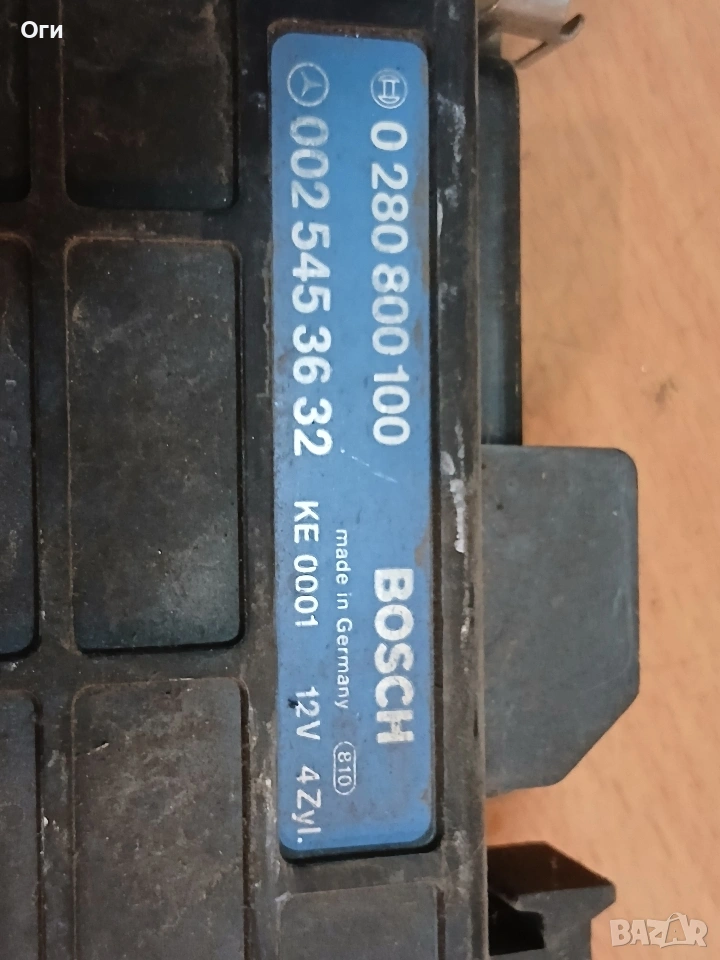 Оги
0 280 800 100 BOSCH
made in Germany 810
002 545 36 32 KE 0001 12V 4 Zyl.
BAZAR